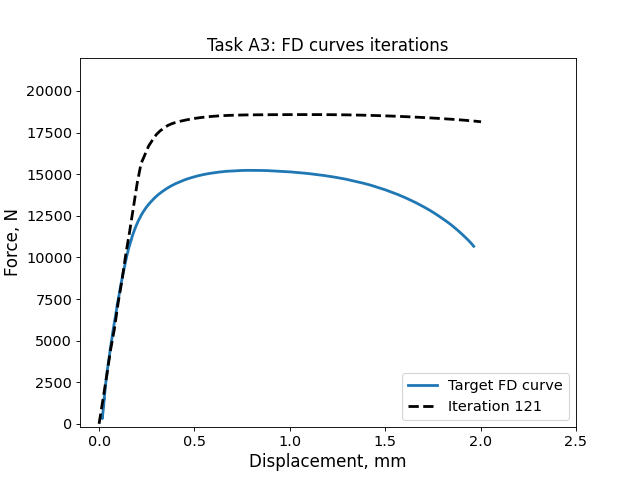 Task A3: FD curves iterations
Force, N
20000
17500
15000
12500
10000
7500
5000
2500
0
0.0 0.5 1.0 1.5 2.0 2.5
Displacement, mm
Target FD curve
Iteration 121